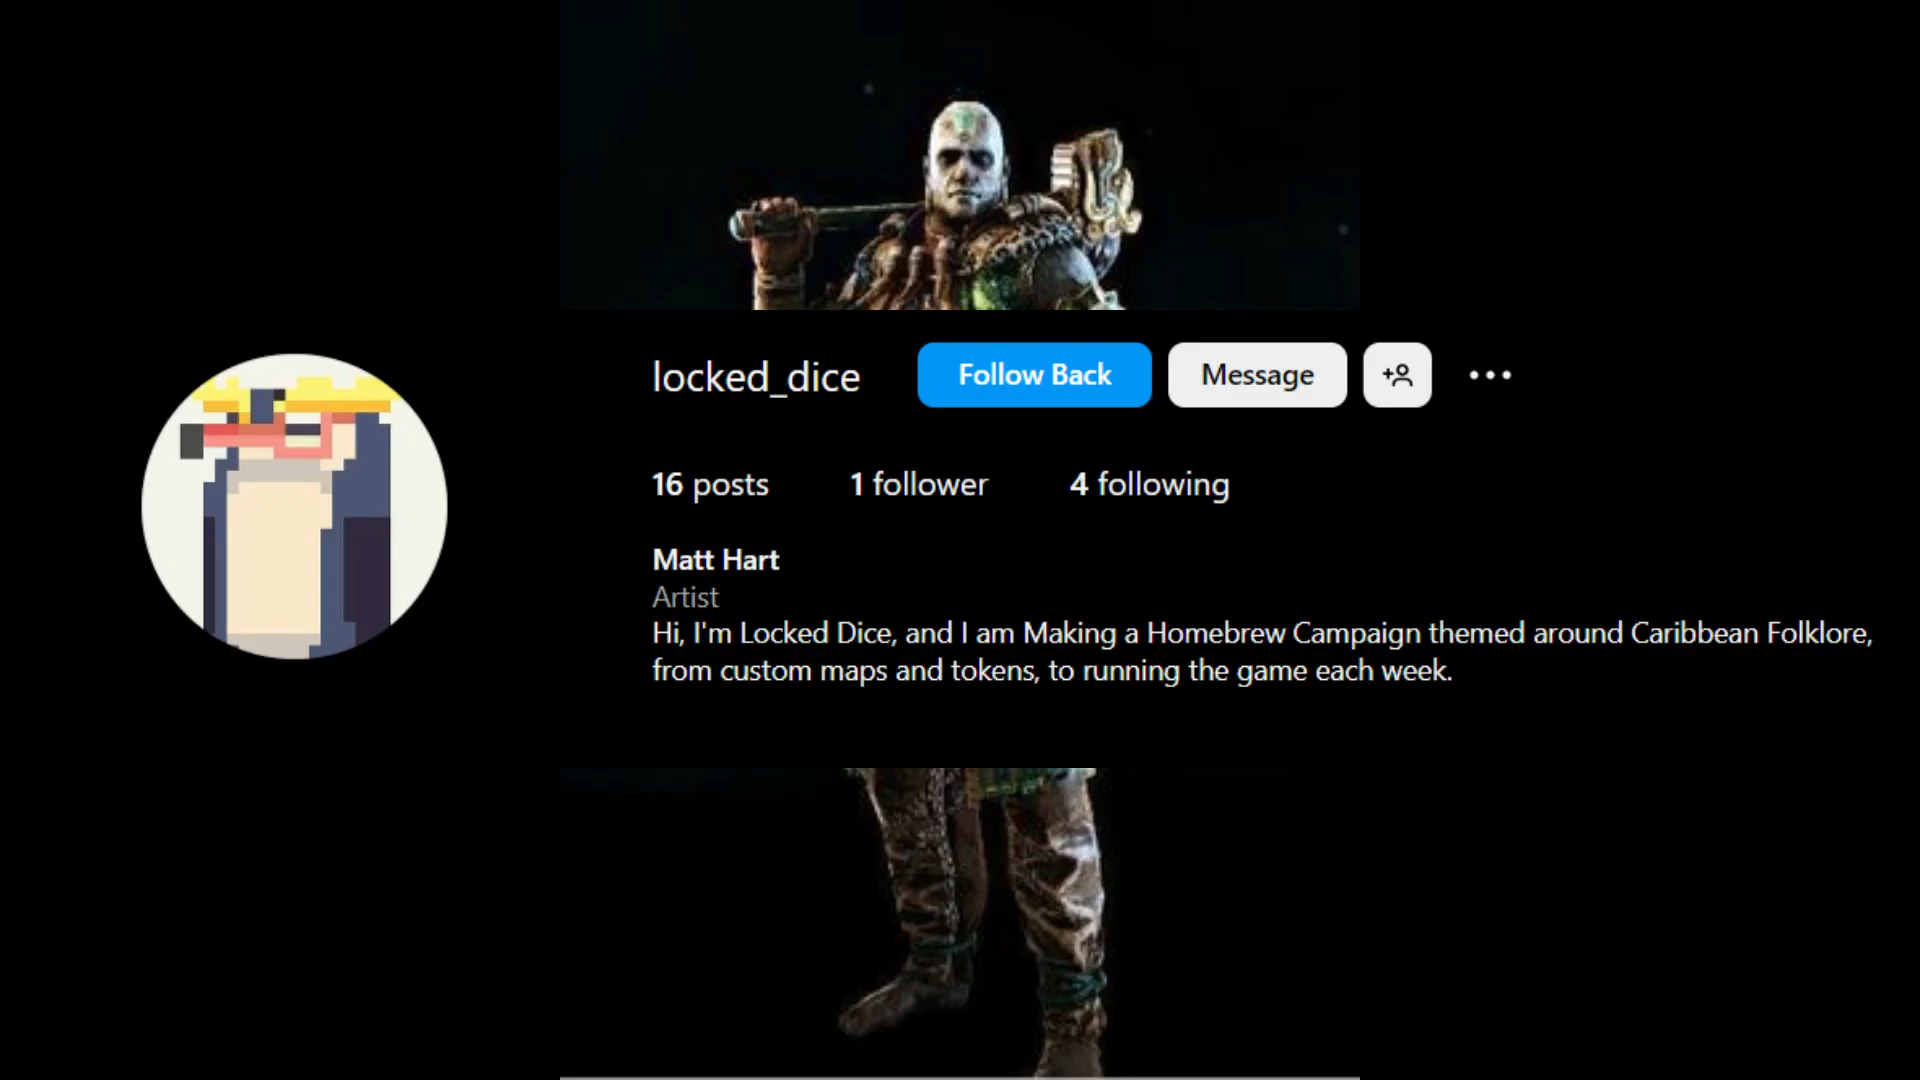 locked_dice Follow Back Message
16 posts 1 follower 4 following
Matt Hart
Artist
Hi, I'm Locked Dice, and I am Making a Homebrew Campaign themed around Caribbean Folklore,
from custom maps and tokens, to running the game each week.